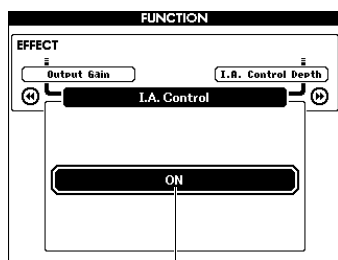 FUNCTION
EFFECT
Output Gain
I.A. Control Depth
I.A. Control
ON